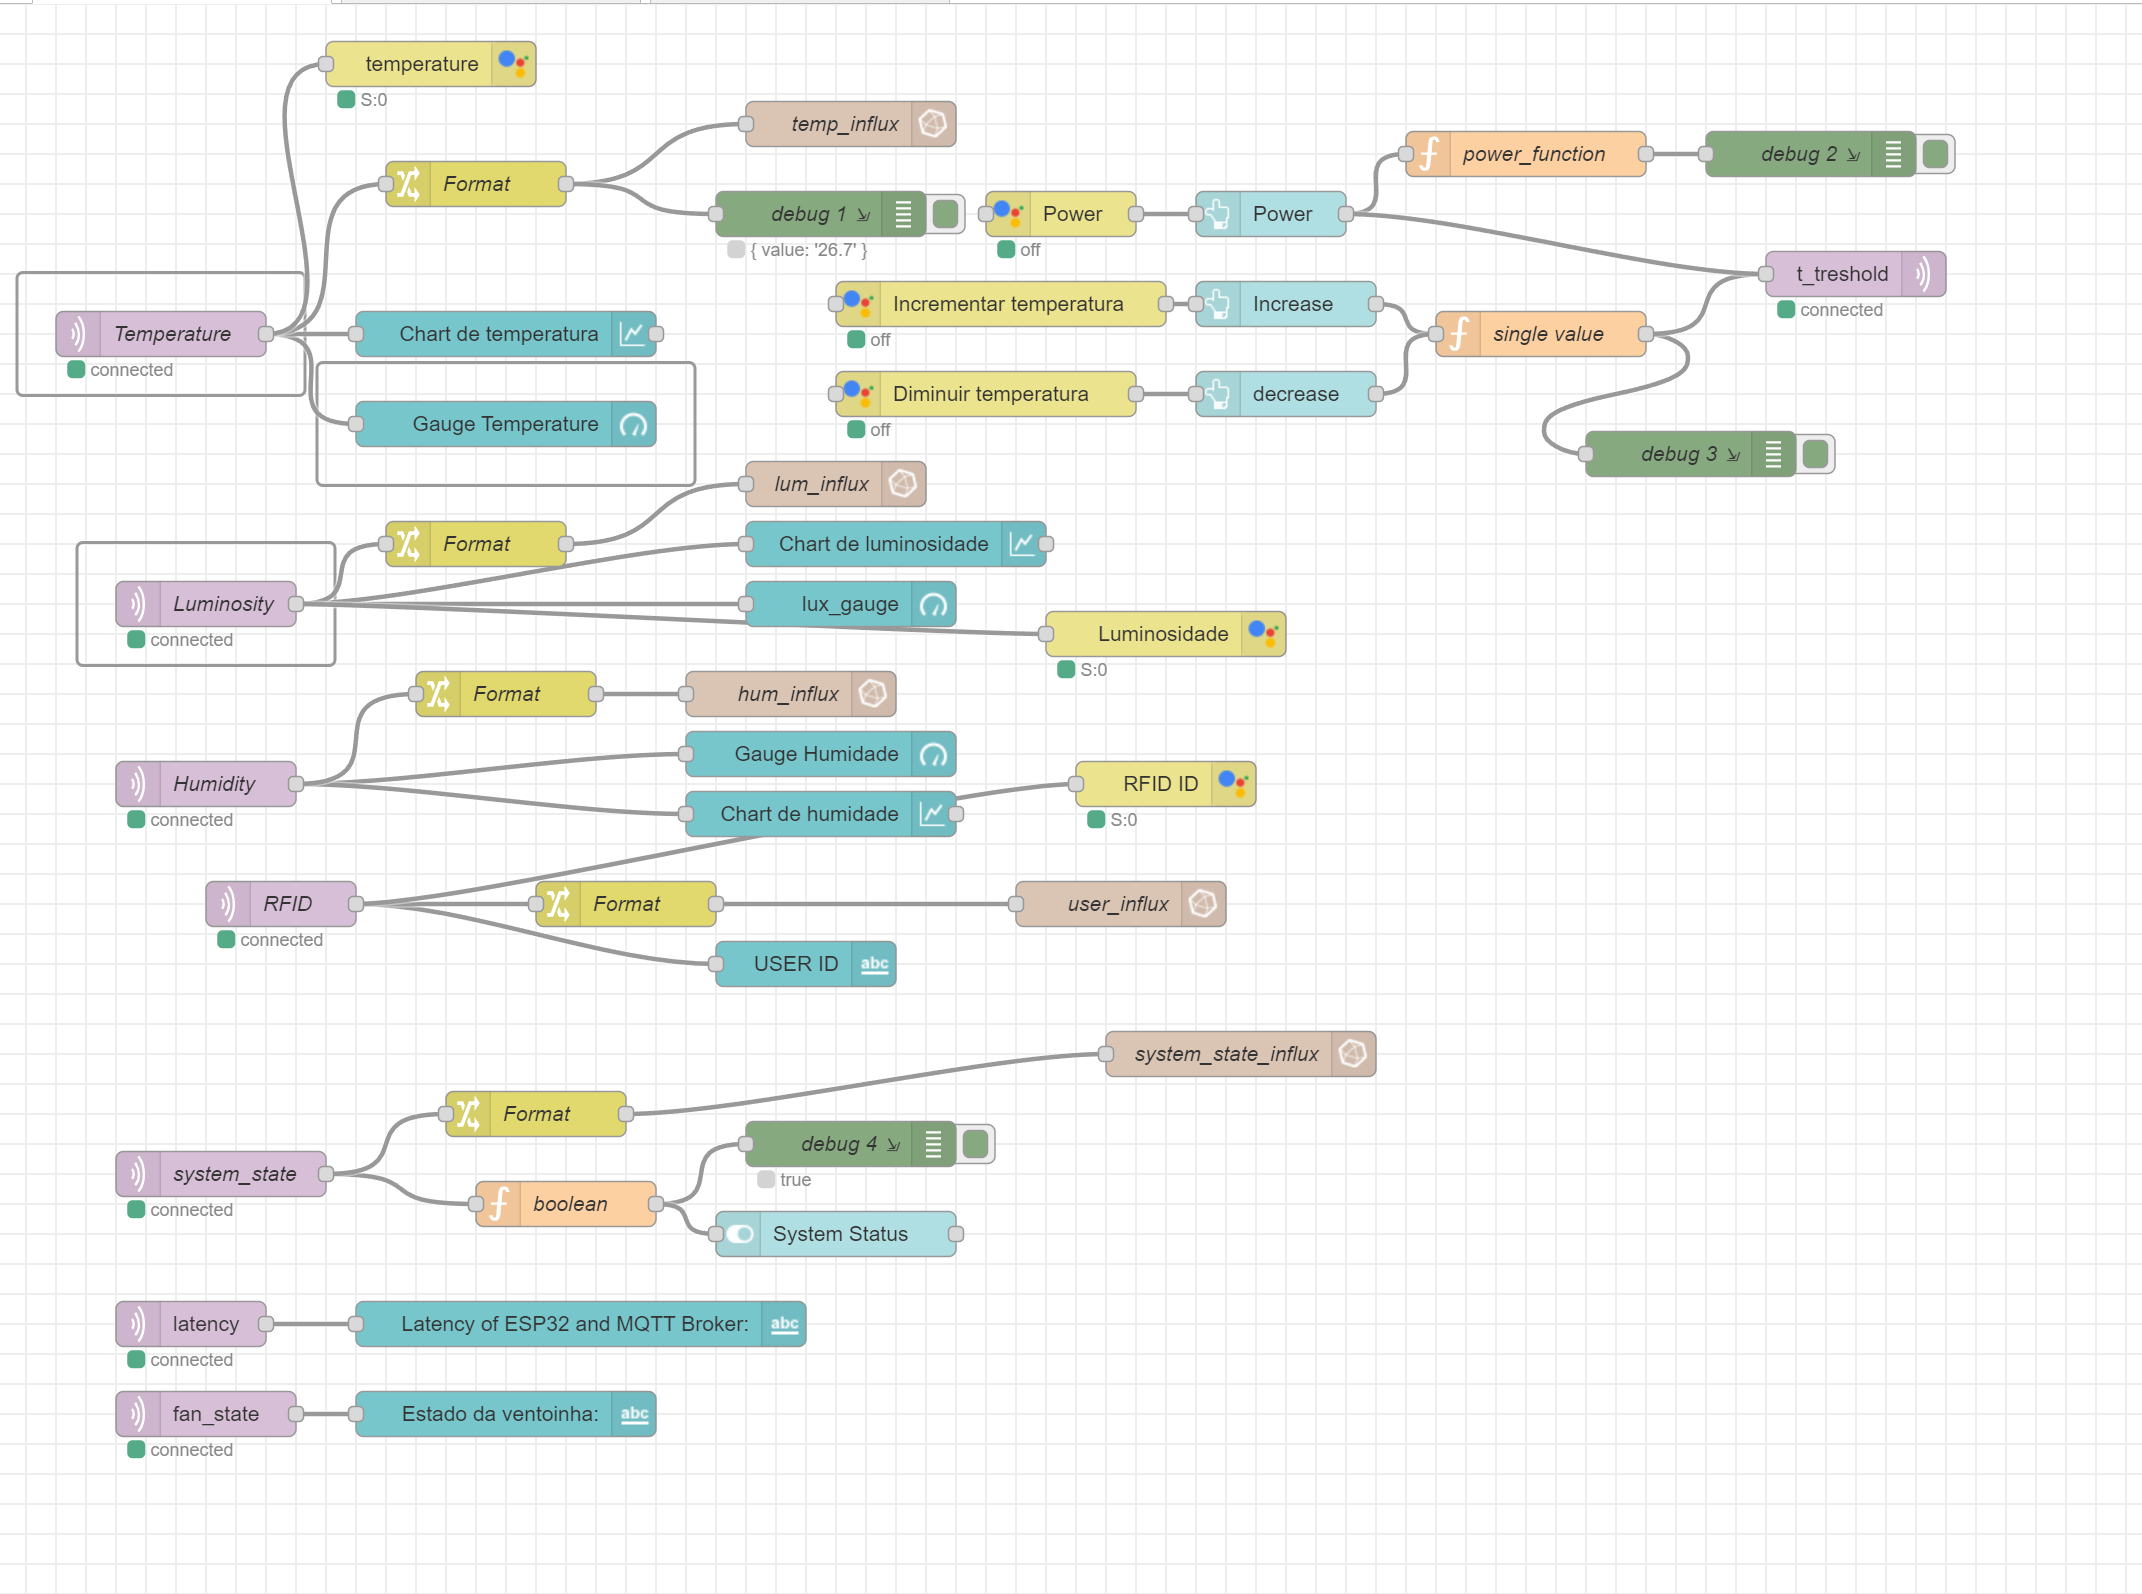 temperature
S:0
temp_influx
Format
power_function
debug 2
debug 1
{ value: '26.7' }
Power
off
Power
t_treshold
connected
Temperature
connected
Chart de temperatura
Gauge Temperature
Incrementar temperatura
off
Increase
single value
Diminuir temperatura
off
decrease
debug 3
lum_influx
Format
Chart de luminosidade
Luminosity
connected
lux_gauge
Luminosidade
S:0
Format
hum_influx
Gauge Humidade
Humidity
connected
Chart de humidade
RFID ID
S:0
RFID
connected
Format
user_influx
USER ID
abc
system_state_influx
Format
system_state
connected
debug 4
true
boolean
System Status
latency
connected
Latency of ESP32 and MQTT Broker:
abc
fan_state
connected
Estado da ventoinha:
abc